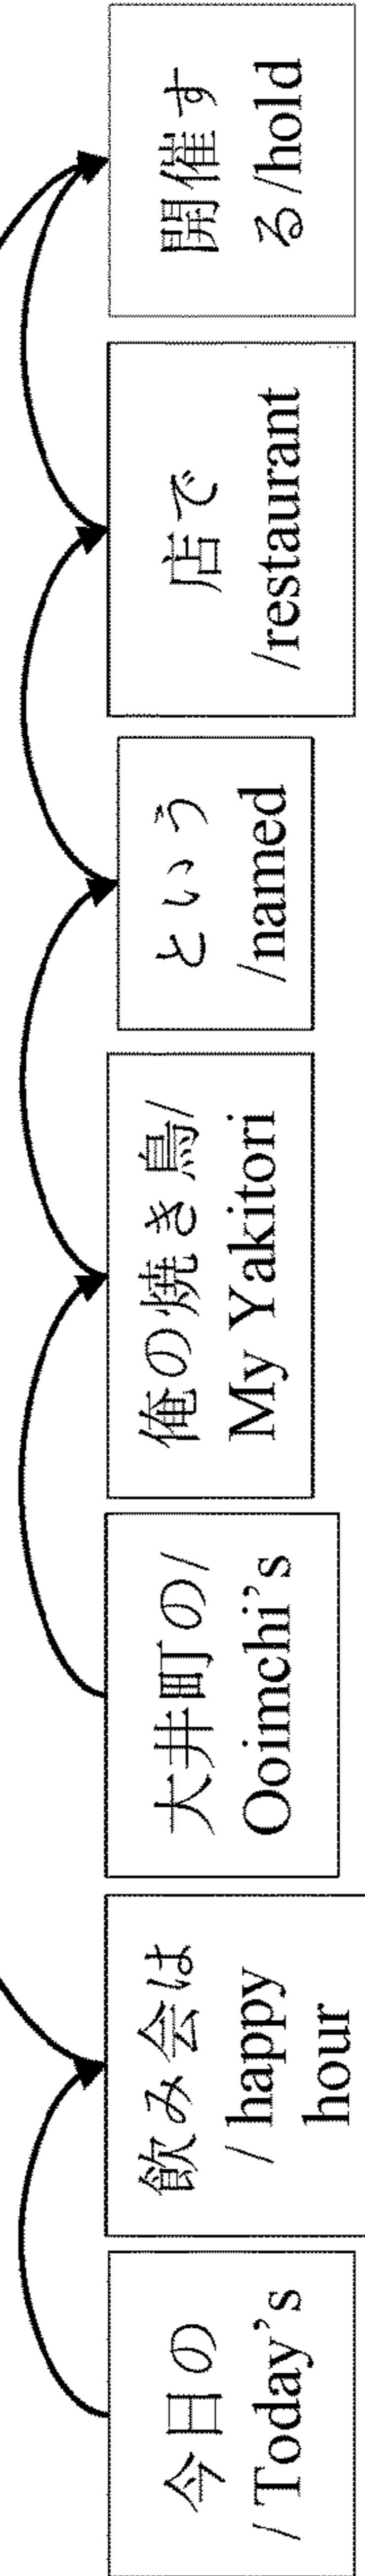 今日の
/ Today’s
飲み会は
/ happy
hour
大井町の/
Ooimchi’s
俺の焼き鳥/
My Yakitori
という
/named
店で
/restaurant
開催す
る/hold